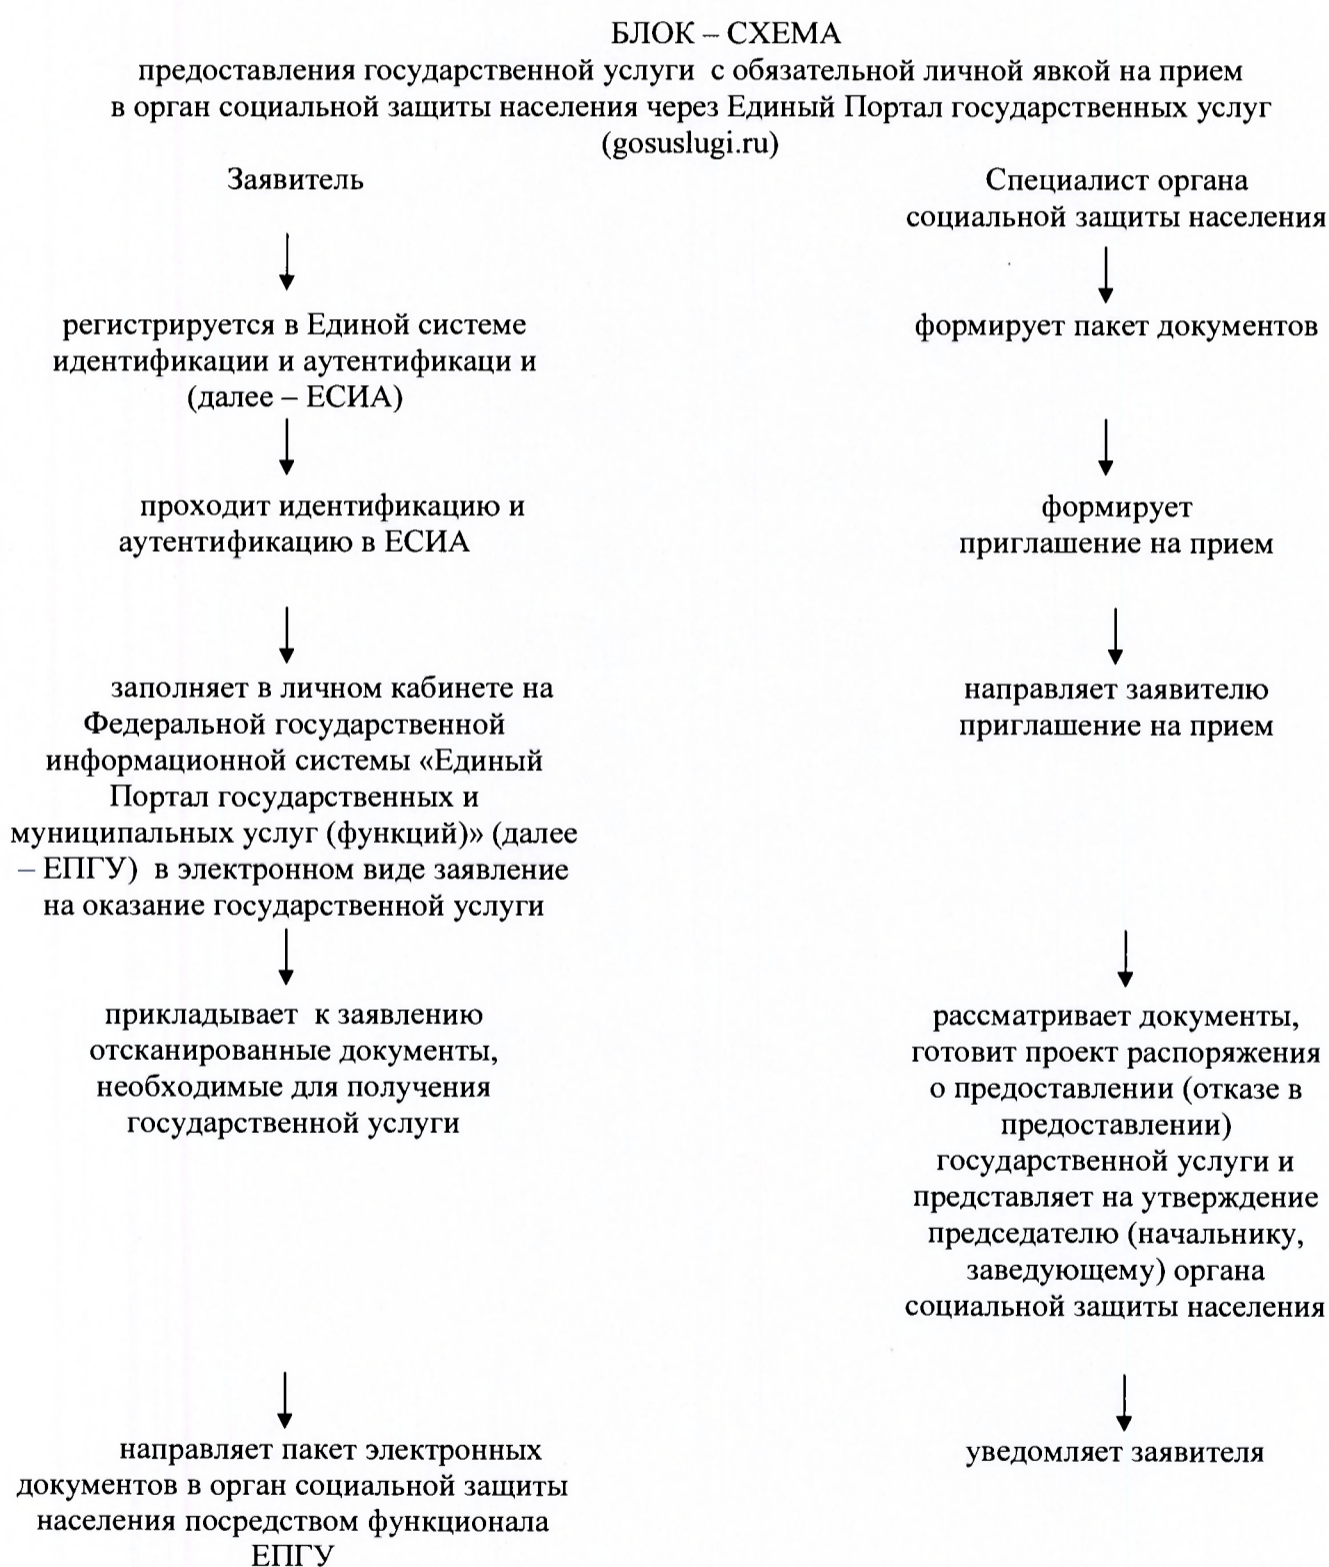 БЛОК – СХЕМА
предоставления государственной услуги с обязательной личной явкой на прием
в орган социальной защиты населения через Единый Портал государственных услуг
(gosuslugi.ru)
Заявитель
регистрируется в Единой системе
идентификации и аутентификаци и
(далее – ЕСИА)
проходит идентификацию и
аутентификацию в ЕСИА
заполняет в личном кабинете на
Федеральной государственной
информационной системы «Единый
Портал государственных и
муниципальных услуг (функций)» (далее
– ЕПГУ) в электронном виде заявление
на оказание государственной услуги
прикладывает к заявлению
отсканированные документы,
необходимые для получения
государственной услуги
направляет пакет электронных
документов в орган социальной защиты
населения посредством функционала
ЕПГУ
Специалист органа
социальной защиты населения
формирует пакет документов
формирует
приглашение на прием
направляет заявителю
приглашение на прием
рассматривает документы,
готовит проект распоряжения
о предоставлении (отказе в
предоставлении)
государственной услуги и
представляет на утверждение
председателю (начальнику,
заведующему) органа
социальной защиты населения
уведомляет заявителя